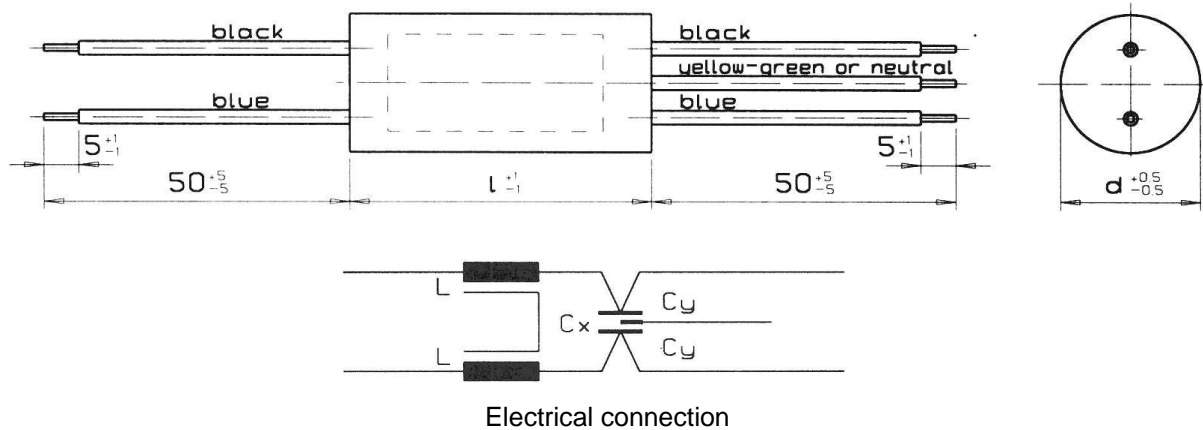 black black
yellow-green or neutral
blue blue
5 +1 -1 5 +1 -1
50 +5 -5 l +1 -1 50 +5 -5 d +0.5 -0.5
L Cy
Cx
L Cy
Electrical connection